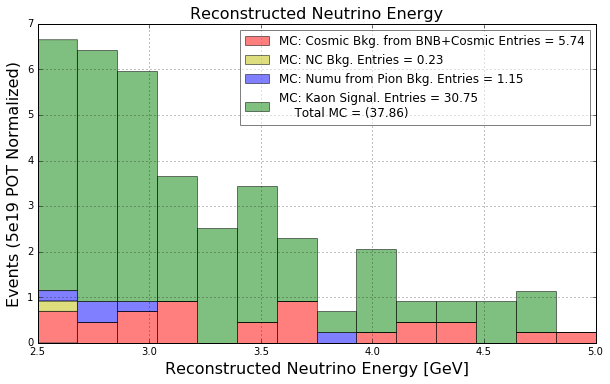 Reconstructed Neutrino Energy
Events (5e19 POT Normalized)
7
6
5
4
3
2
1
0
MC: Cosmic Bkg. from BNB+Cosmic Entries = 5.74
MC: NC Bkg. Entries = 0.23
MC: Numu from Pion Bkg. Entries = 1.15
MC: Kaon Signal. Entries = 30.75
Total MC = (37.86)
2.5 3.0 3.5 4.0 4.5 5.0
Reconstructed Neutrino Energy [GeV]